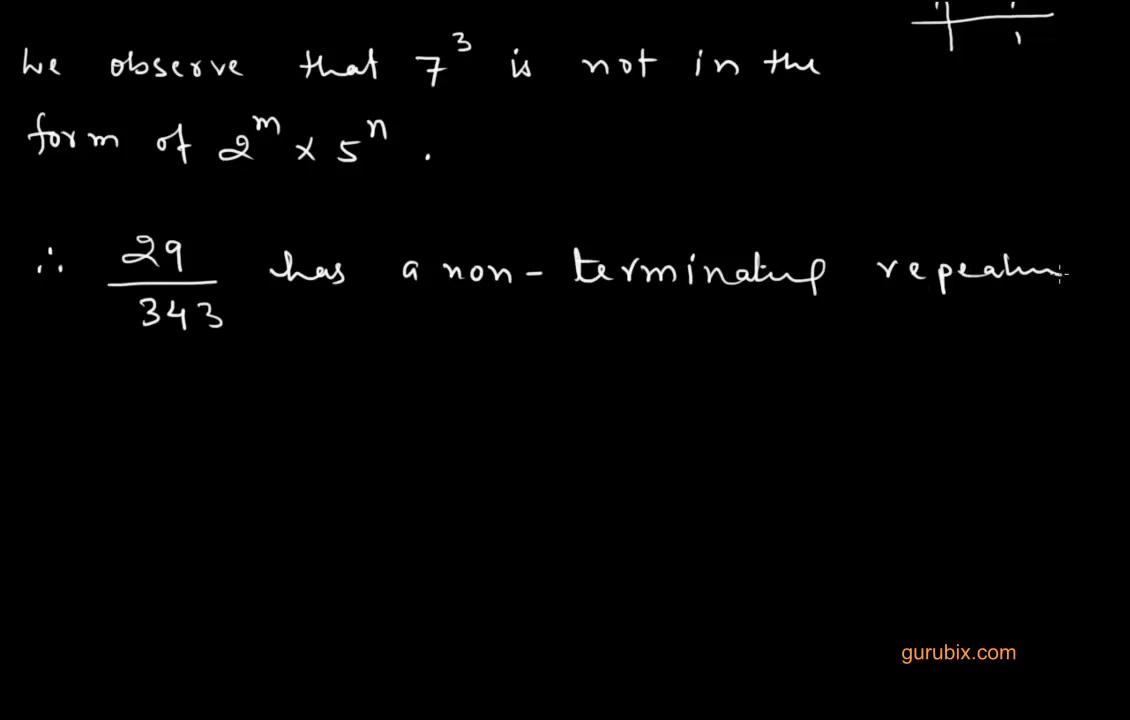 We observe that 7³ is not in the
form of 2ᵐ × 5ⁿ .
∴ 29/343 has a non-terminating repeating
gurubix.com